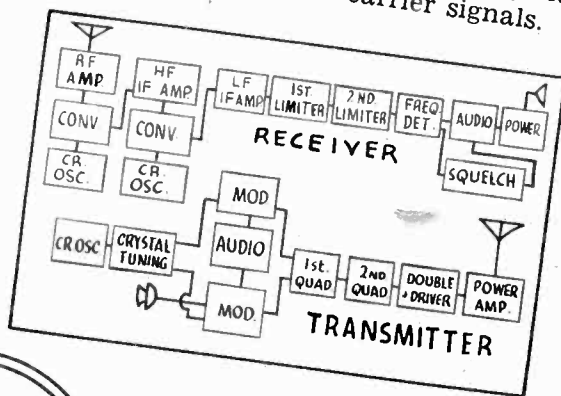 carrier signals.
RF
AMP.
HF
IF AMP
LF
IF AMP
1ST.
LIMITER
2ND.
LIMITER
FREQ
DET.
AUDIO
POWER
CONV.
CONV.
CR.
OSC.
CR.
OSC.
RECEIVER
SQUELCH
MOD
CR OSC
CRYSTAL
TUNING
AUDIO
MOD.
1st.
QUAD
2ND
QUAD
DOUBLE
+ DRIVER
POWER
AMP.
TRANSMITTER